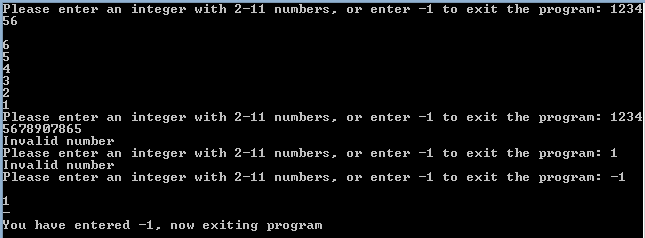 Please enter an integer with 2-11 numbers, or enter -1 to exit the program: 1234
56
6
5
4
3
2
1
Please enter an integer with 2-11 numbers, or enter -1 to exit the program: 1234
5678907865
Invalid number
Please enter an integer with 2-11 numbers, or enter -1 to exit the program: 1
Invalid number
Please enter an integer with 2-11 numbers, or enter -1 to exit the program: -1
1
-
You have entered -1, now exiting program